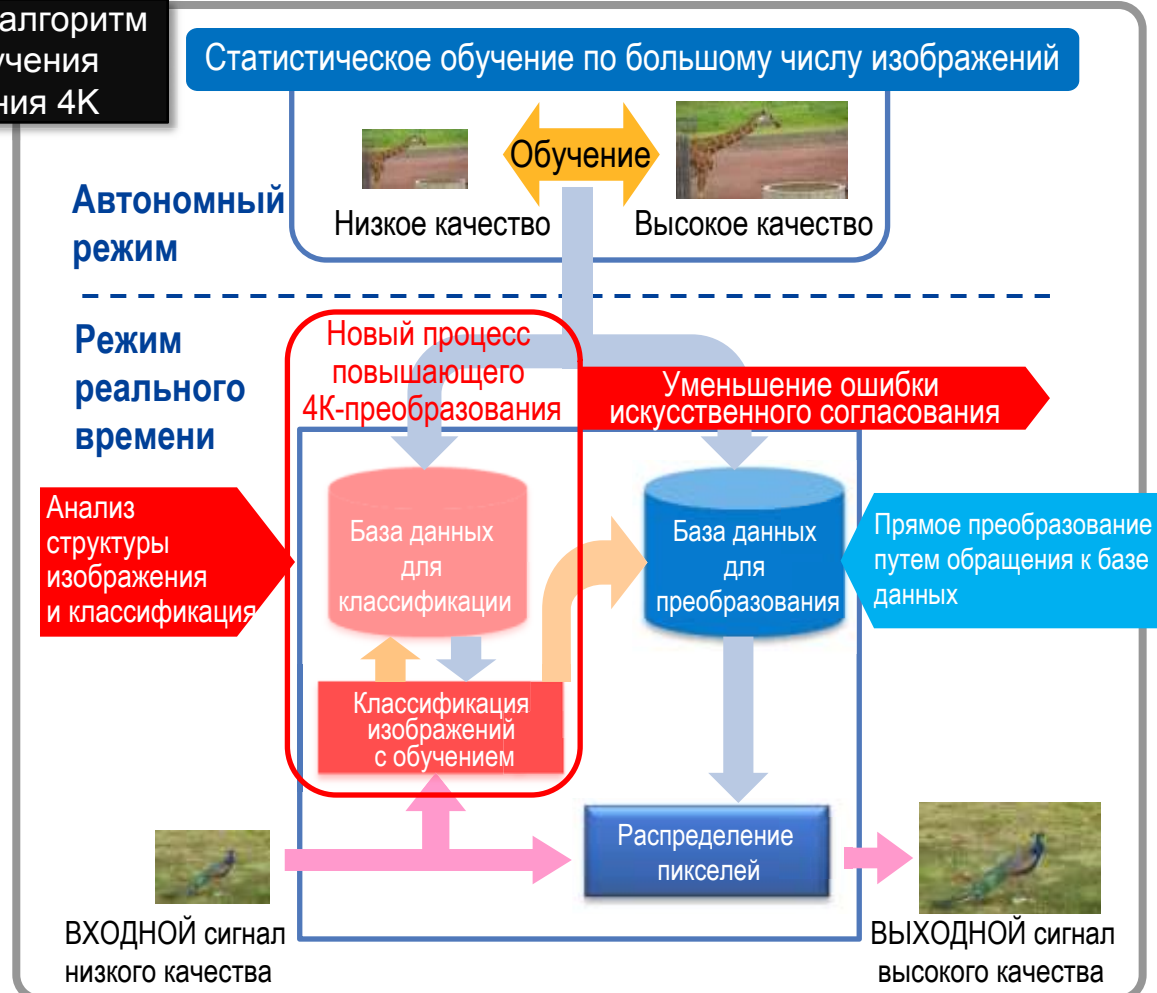 алгоритм
учения
ния 4K
Статистическое обучение по большому числу изображений
Обучение
Низкое качество
Высокое качество
Автономный
режим
Режим
реального
времени
Новый процесс
повышающего
4К-преобразования
Уменьшение ошибки
искусственного согласования
Анализ
структуры
изображения
и классификация
База данных
для
классификации
База данных
для
преобразования
Прямое преобразование
путем обращения к базе
данных
Классификация
изображений
с обучением
Распределение
пикселей
ВХОДНОЙ сигнал
низкого качества
ВЫХОДНОЙ сигнал
высокого качества